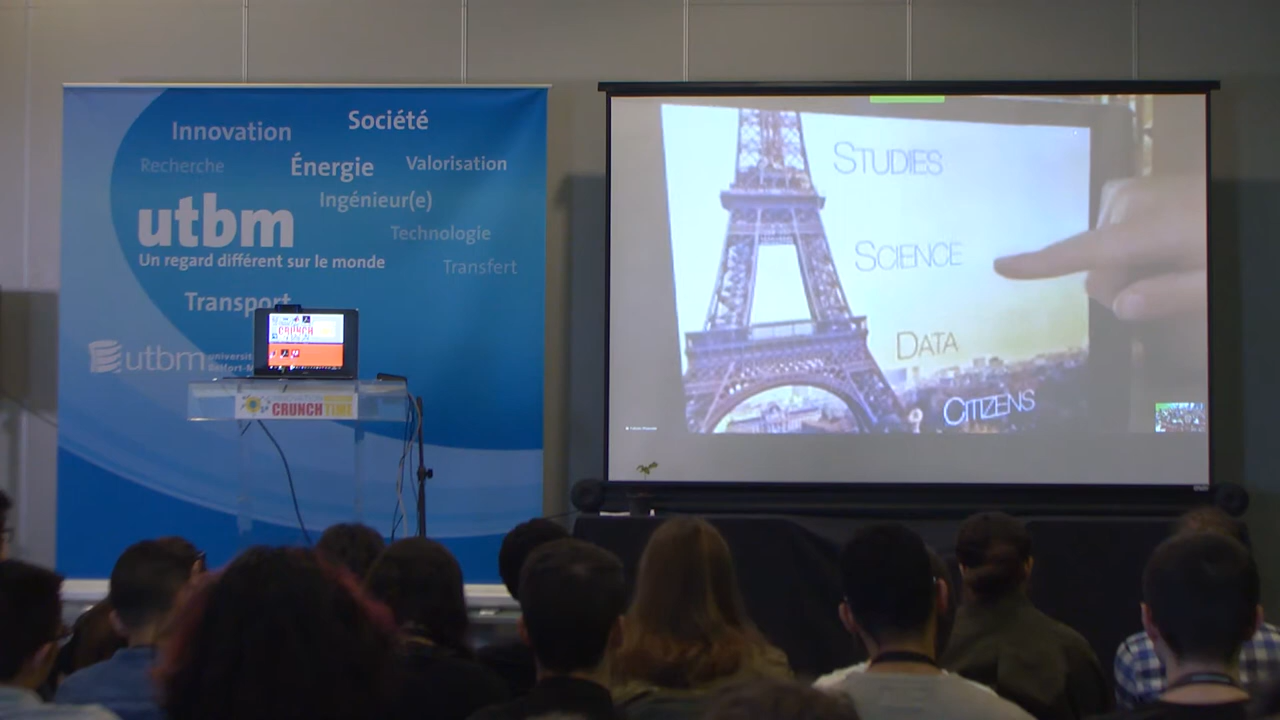 Innovation
Société
Recherche
Énergie
Valorisation
Ingénieur(e)
utbm
Technologie
Un regard différent sur le monde
Transfert
Transport
utbm
CRUNCH
CRUNCH TIME
STUDIES
SCIENCE
DATA
CITIZENS